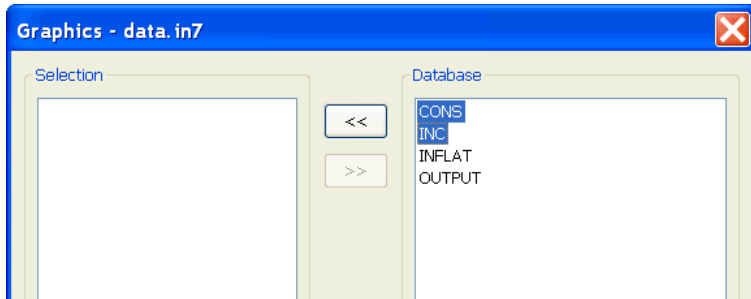 Graphics - data.in7
Selection
Database
<<
>>
CONS
INC
INFLAT
OUTPUT